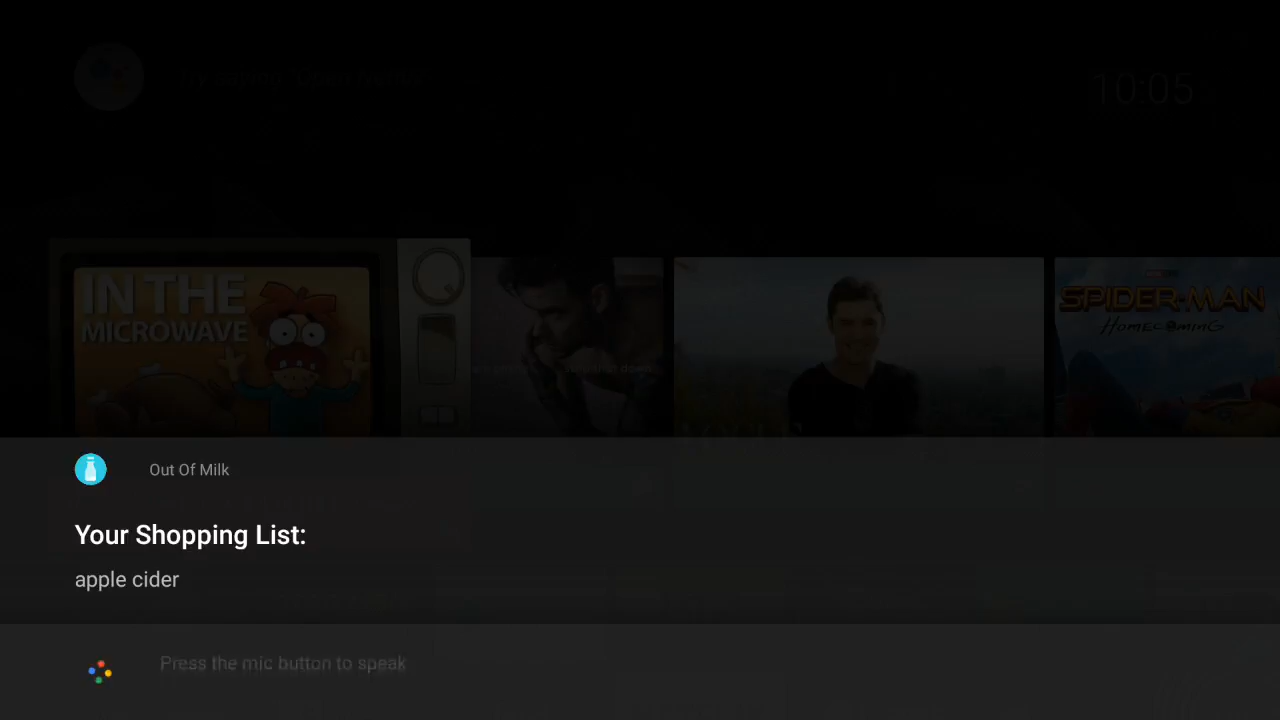 10:05
IN THE
MICROWAVE
SPIDER-MAN
HOMECOMING
Out Of Milk
Your Shopping List:
apple cider
Press the mic button to speak